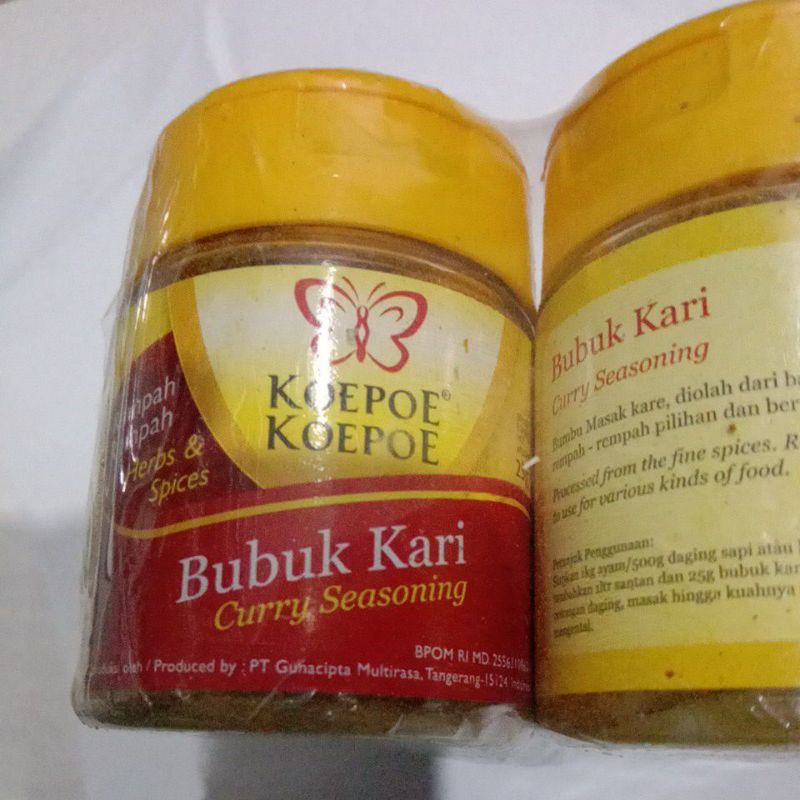 KOEPOE®
KOEPOE
Herbs &
Spices
Bubuk Kari
Curry Seasoning
BPOM RI MD.
/ Produced by : PT Gunacipta Multirasa, Tangerang-15124
Bubuk Kari
Curry Seasoning
Bumbu Masak kare, diolah dari
rempah - rempah pilihan dan
Processed from the fine spices.
to use for various kinds of food.
Petunjuk Penggunaan:
Siapkan 1kg ayam/500g daging sapi atau
tambahkan 1ltr santan dan 25g bubuk
potongan daging, masak hingga kuahnya
mengental.